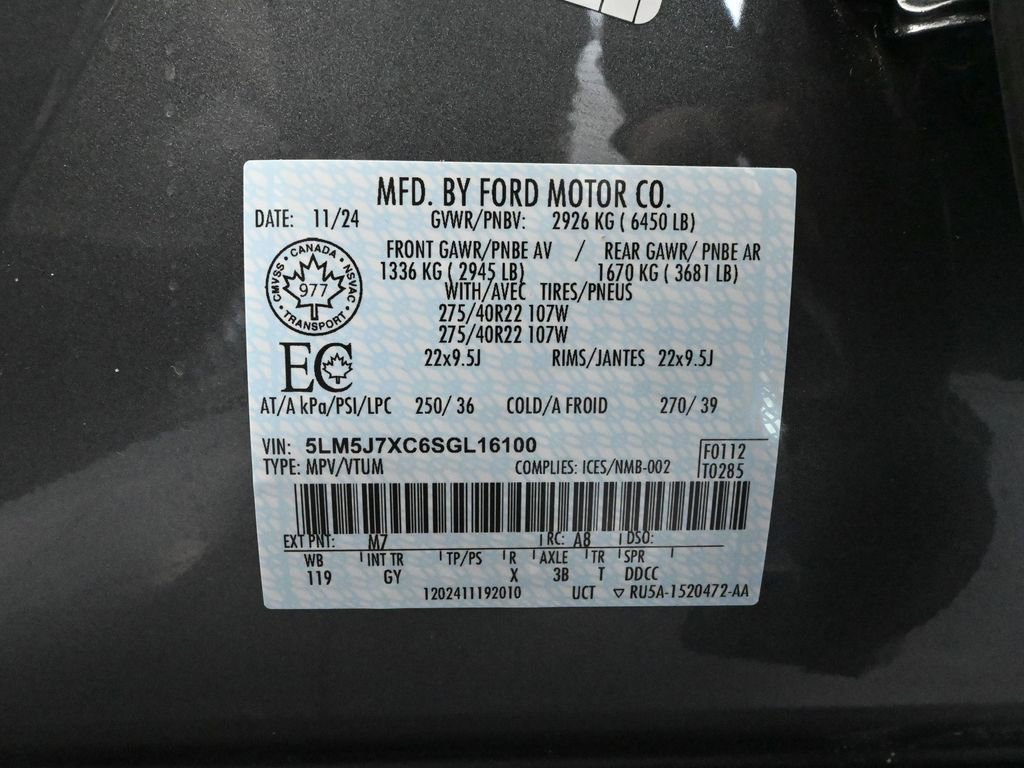 MFD. BY FORD MOTOR CO.
DATE: 11/24 GVWR/PNBV: 2926 KG ( 6450 LB)
FRONT GAWR/PNBE AV / REAR GAWR/ PNBE AR
1336 KG ( 2945 LB) 1670 KG ( 3681 LB)
WITH/AVEC TIRES/PNEUS
275/40R22 107W
275/40R22 107W
22x9.5J RIMS/JANTES 22x9.5J
CANADA
CMVSS 977 NSVAC
TRANSPORT
EC
AT/A kPa/PSI/LPC 250/ 36 COLD/A FROID 270/ 39
VIN: 5LM5J7XC6SGL16100
F0112
TYPE: MPV/VTUM COMPLIES: ICES/NMB-002
T0285
EXT PNT: M7 RC: A8 DSO:
WB INT TR TP/PS R AXLE TR SPR
119 GY X 3B T DDCC
1202411192010 UCT ▽ RU5A-1520472-AA